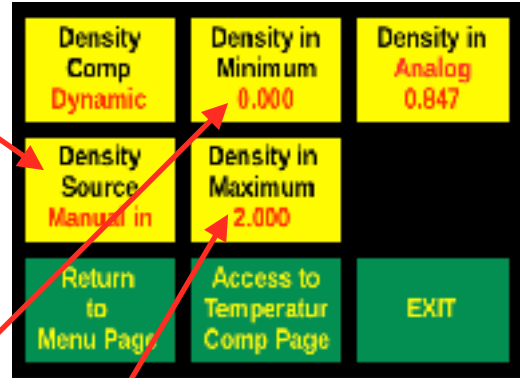 Density
Comp
Dynamic
Density in
Minimum
0.000
Density in
Analog
0.847
Density
Source
Manual in
Density in
Maximum
2.000
Return
to
Menu Page
Access to
Temperatur
Comp Page
EXIT